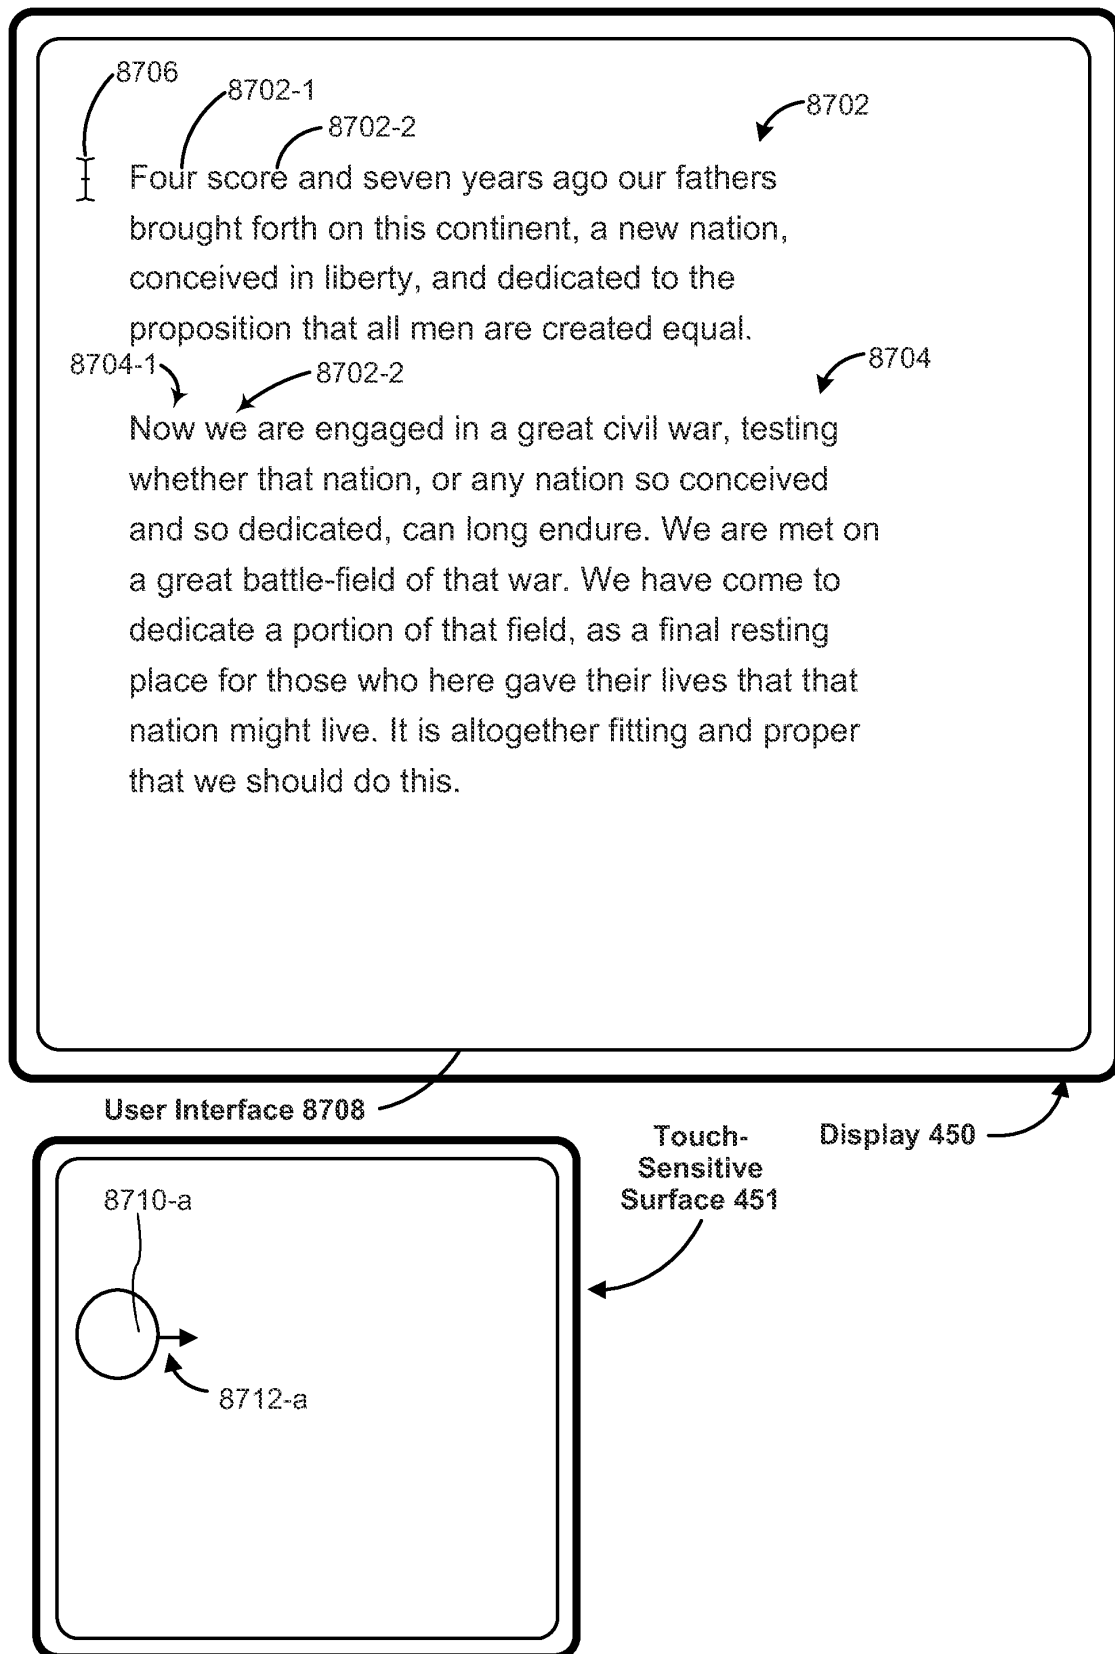 8706
8702-1
8702
8702-2
Four score and seven years ago our fathers
brought forth on this continent, a new nation,
conceived in liberty, and dedicated to the
proposition that all men are created equal.
8704-1
8702-2
8704
Now we are engaged in a great civil war, testing
whether that nation, or any nation so conceived
and so dedicated, can long endure. We are met on
a great battle-field of that war. We have come to
dedicate a portion of that field, as a final resting
place for those who here gave their lives that that
nation might live. It is altogether fitting and proper
that we should do this.
User Interface 8708
Display 450
Touch-
Sensitive
Surface 451
8710-a
8712-a